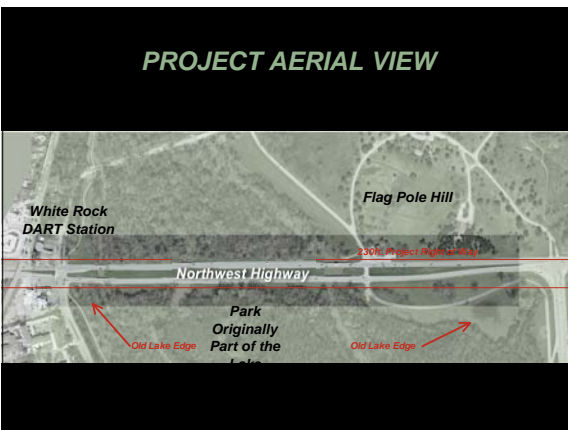 PROJECT AERIAL VIEW
Flag Pole Hill
White Rock
DART Station
230ft. Project Right of Way
Northwest Highway
Park
Originally
Part of the
Lake
Old Lake Edge
Old Lake Edge